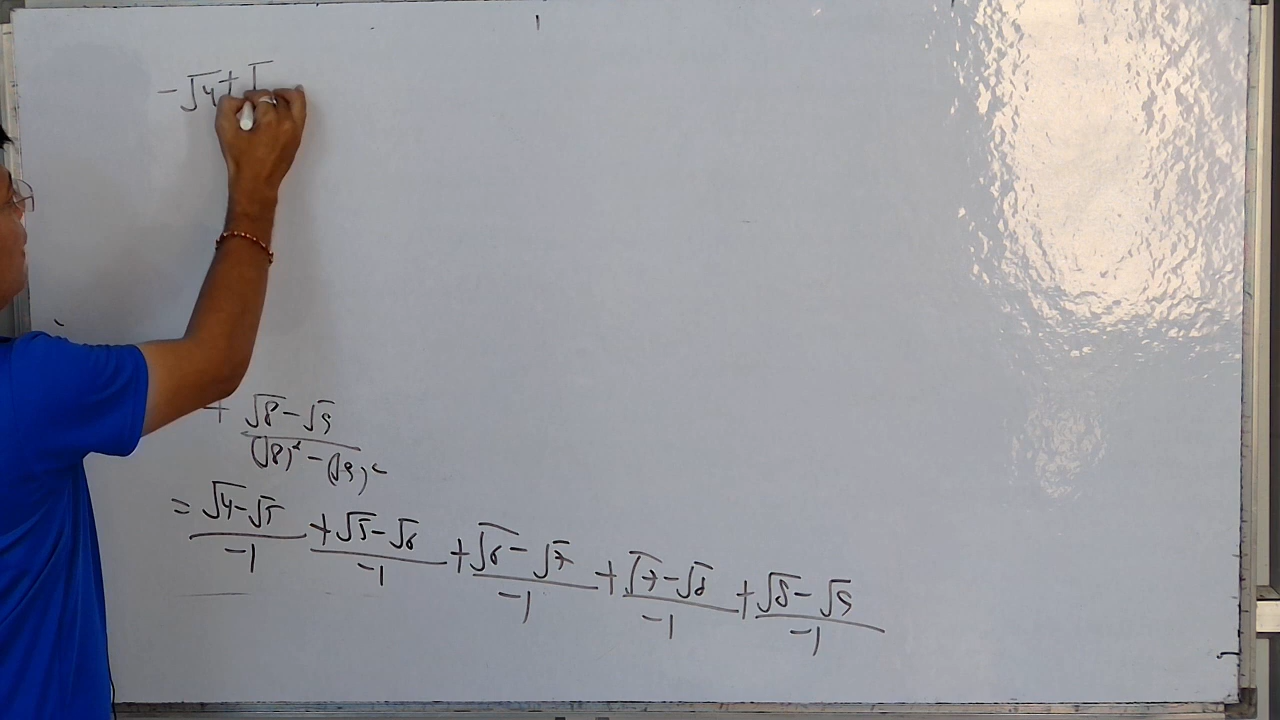 -√4+√
+ (√8-√9)/((√8)²-(√9)²)
= (√4-√5)/-1 + (√5-√6)/-1 + (√6-√7)/-1 + (√7-√8)/-1 + (√8-√9)/-1